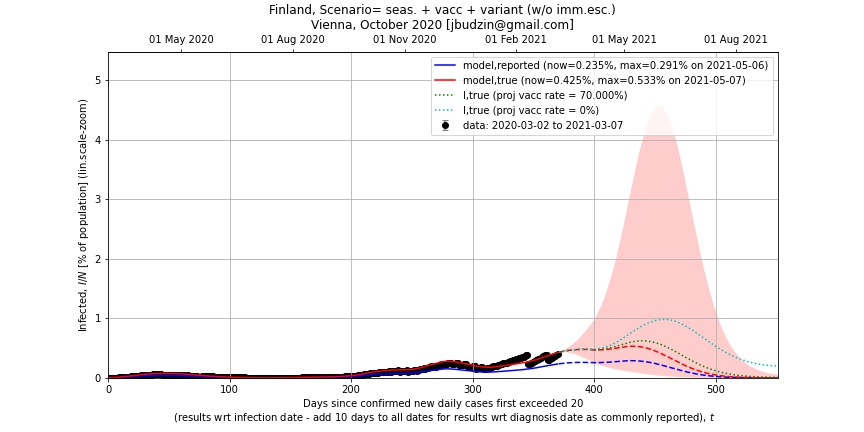 Finland, Scenario= seas. + vacc + variant (w/o imm.esc.)
Vienna, October 2020 [jbudzin@gmail.com]
01 May 2020 01 Aug 2020 01 Nov 2020 01 Feb 2021 01 May 2021 01 Aug 2021
model,reported (now=0.235%, max=0.291% on 2021-05-06)
model,true (now=0.425%, max=0.533% on 2021-05-07)
I,true (proj vacc rate = 70.000%)
I,true (proj vacc rate = 0%)
data: 2020-03-02 to 2021-03-07
Infected, I/N [% of population] (lin.scale-zoom)
5
4
3
2
1
0
0 100 200 300 400 500
Days since confirmed new daily cases exceeded 20
(results wrt infection date - add 10 days to all dates for results wrt diagnosis date as commonly reported), t